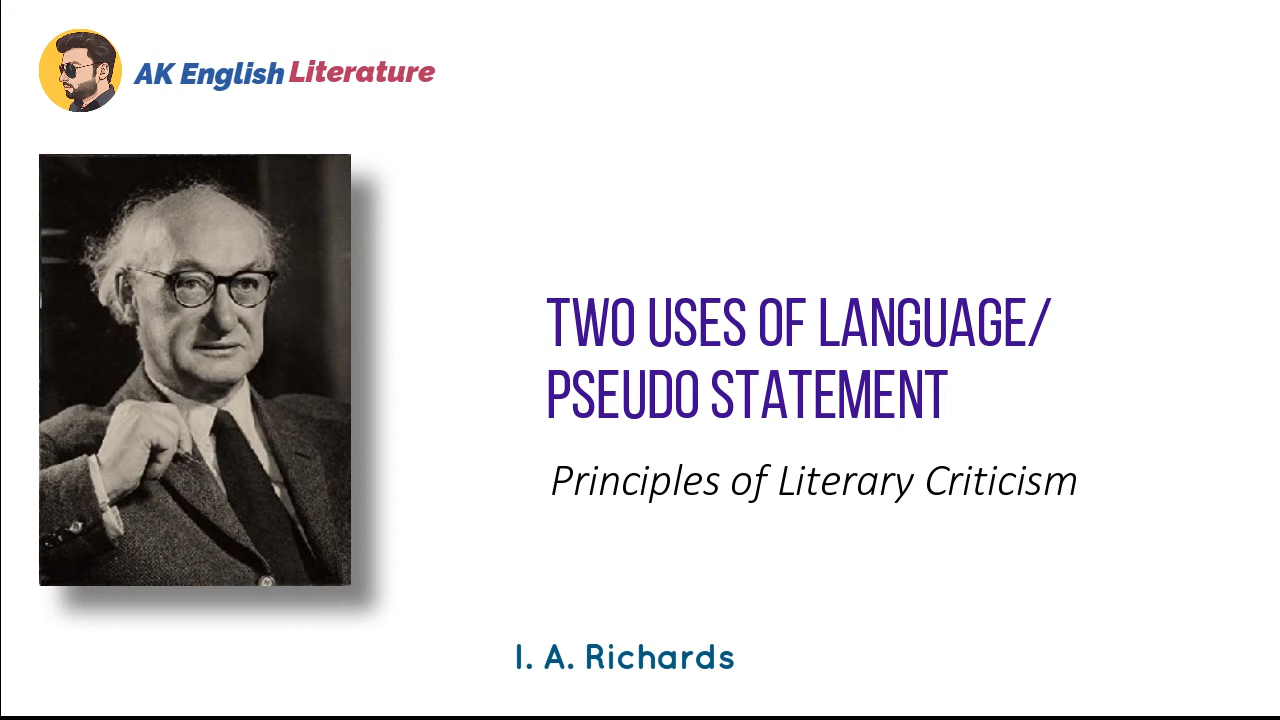 AK English Literature
TWO USES OF LANGUAGE/
PSEUDO STATEMENT
Principles of Literary Criticism
I. A. Richards